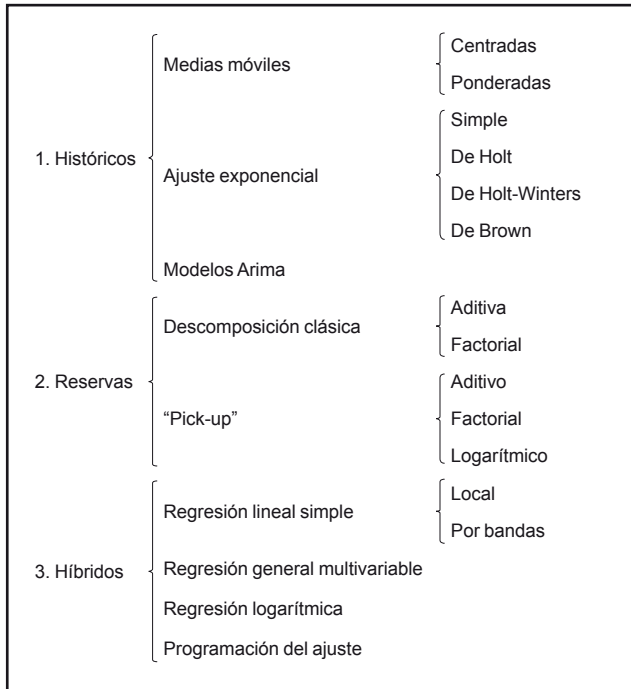 1. Históricos
Medias móviles
Centradas
Ponderadas
Ajuste exponencial
Simple
De Holt
De Holt-Winters
De Brown
Modelos Arima
2. Reservas
Descomposición clásica
Aditiva
Factorial
“Pick-up”
Aditivo
Factorial
Logarítmico
3. Híbridos
Regresión lineal simple
Local
Por bandas
Regresión general multivariable
Regresión logarítmica
Programación del ajuste